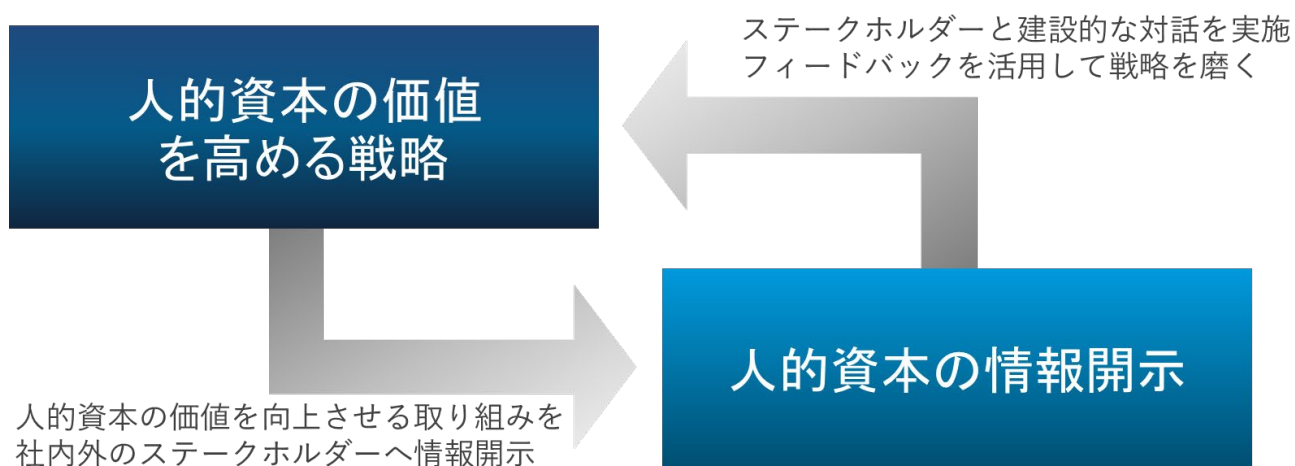 人的資本の価値
を高める戦略
ステークホルダーと建設的な対話を実施
フィードバックを活用して戦略を磨く
人的資本の価値を向上させる取り組みを
社内外のステークホルダーへ情報開示
人的資本の情報開示